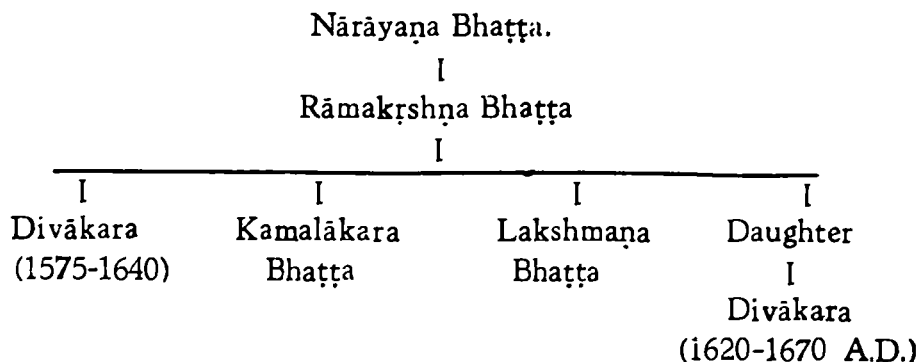 Nārāyaṇa Bhaṭṭa.
I
Rāmakṛshṇa Bhaṭṭa
I
I I I I
Divākara Kamalākara Lakshmaṇa Daughter
(1575-1640) Bhaṭṭa Bhaṭṭa I
Divākara
(1620-1670 A.D.)